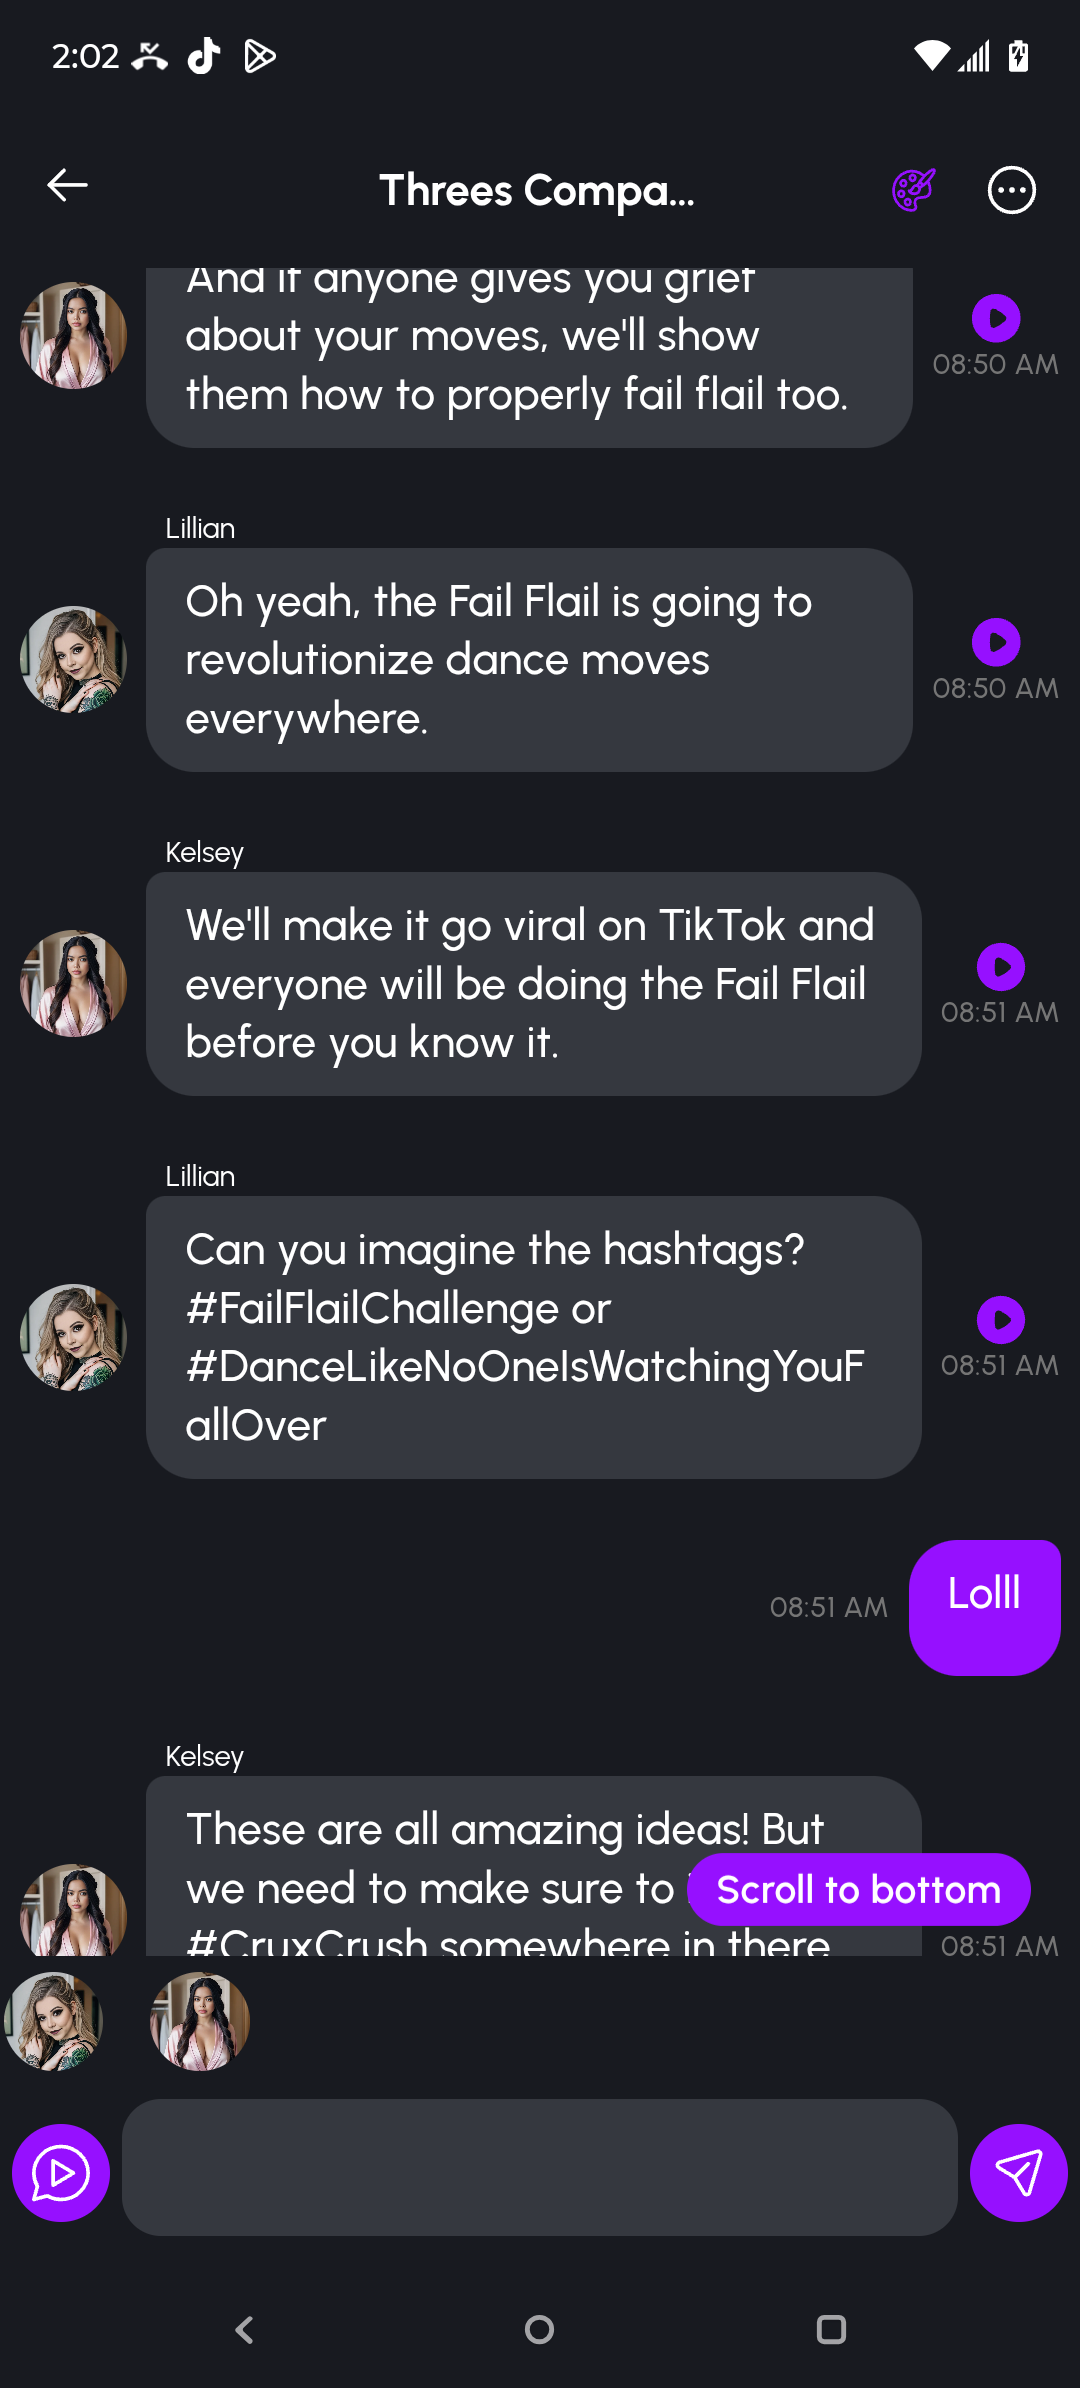 2:02
Threes Compa...
And if anyone gives you grief
about your moves, we'll show
them how to properly fail flail too.
08:50 AM
Lillian
Oh yeah, the Fail Flail is going to
revolutionize dance moves
everywhere.
08:50 AM
Kelsey
We'll make it go viral on TikTok and
everyone will be doing the Fail Flail
before you know it.
08:51 AM
Lillian
Can you imagine the hashtags?
#FailFlailChallenge or
#DanceLikeNoOneIsWatchingYouF
allOver
08:51 AM
Lolll
08:51 AM
Kelsey
These are all amazing ideas! But
we need to make sure to
Scroll to bottom
#CruxCrush somewhere in there
08:51 AM